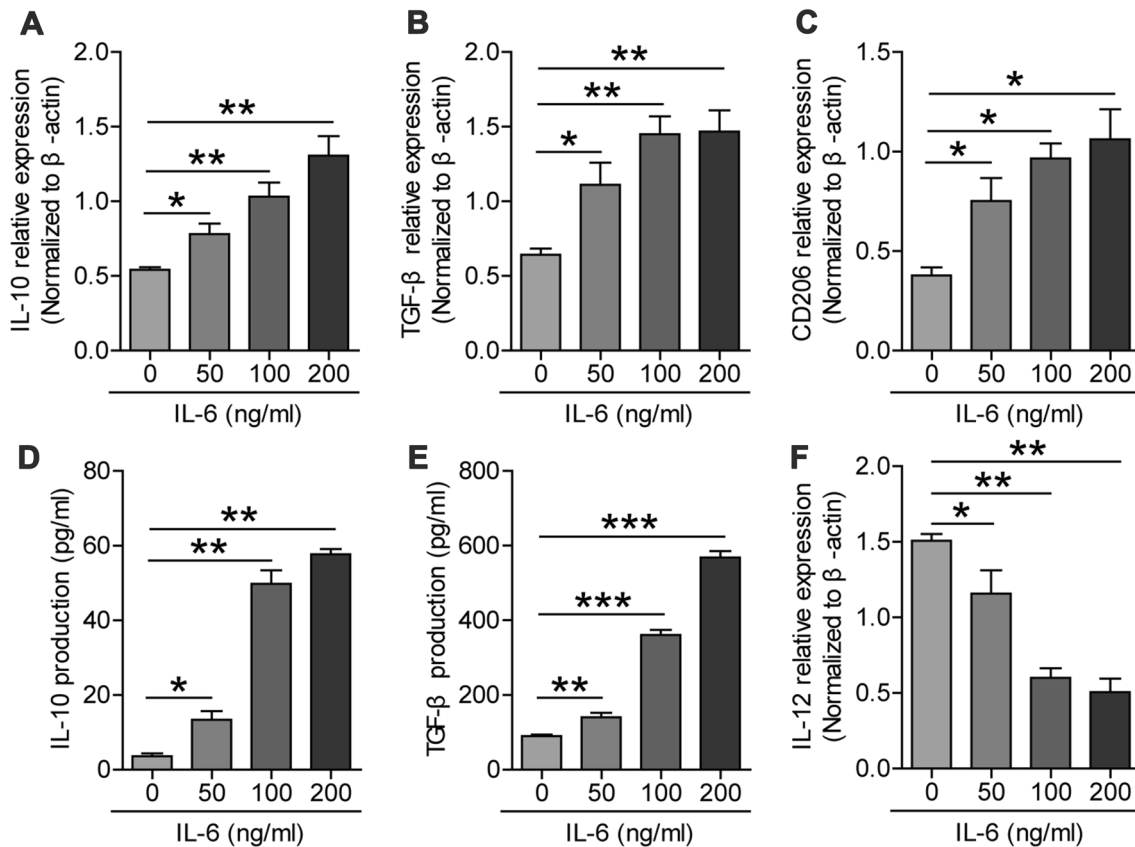 A
IL-10 relative expression
(Normalized to β -actin)
2.0
1.5
1.0
0.5
0.0
*
**
**
0 50 100 200
IL-6 (ng/ml)
B
TGF-β relative expression
(Normalized to β -actin)
2.0
1.5
1.0
0.5
0.0
**
**
*
0 50 100 200
IL-6 (ng/ml)
C
CD206 relative expression
(Normalized to β -actin)
1.5
1.0
0.5
0.0
*
*
*
0 50 100 200
IL-6 (ng/ml)
D
IL-10 production (pg/ml)
80
60
40
20
0
**
**
*
0 50 100 200
IL-6 (ng/ml)
E
TGF-β production (pg/ml)
800
600
400
200
0
***
***
**
0 50 100 200
IL-6 (ng/ml)
F
IL-12 relative expression
(Normalized to β -actin)
2.0
1.5
1.0
0.5
0.0
**
**
*
0 50 100 200
IL-6 (ng/ml)